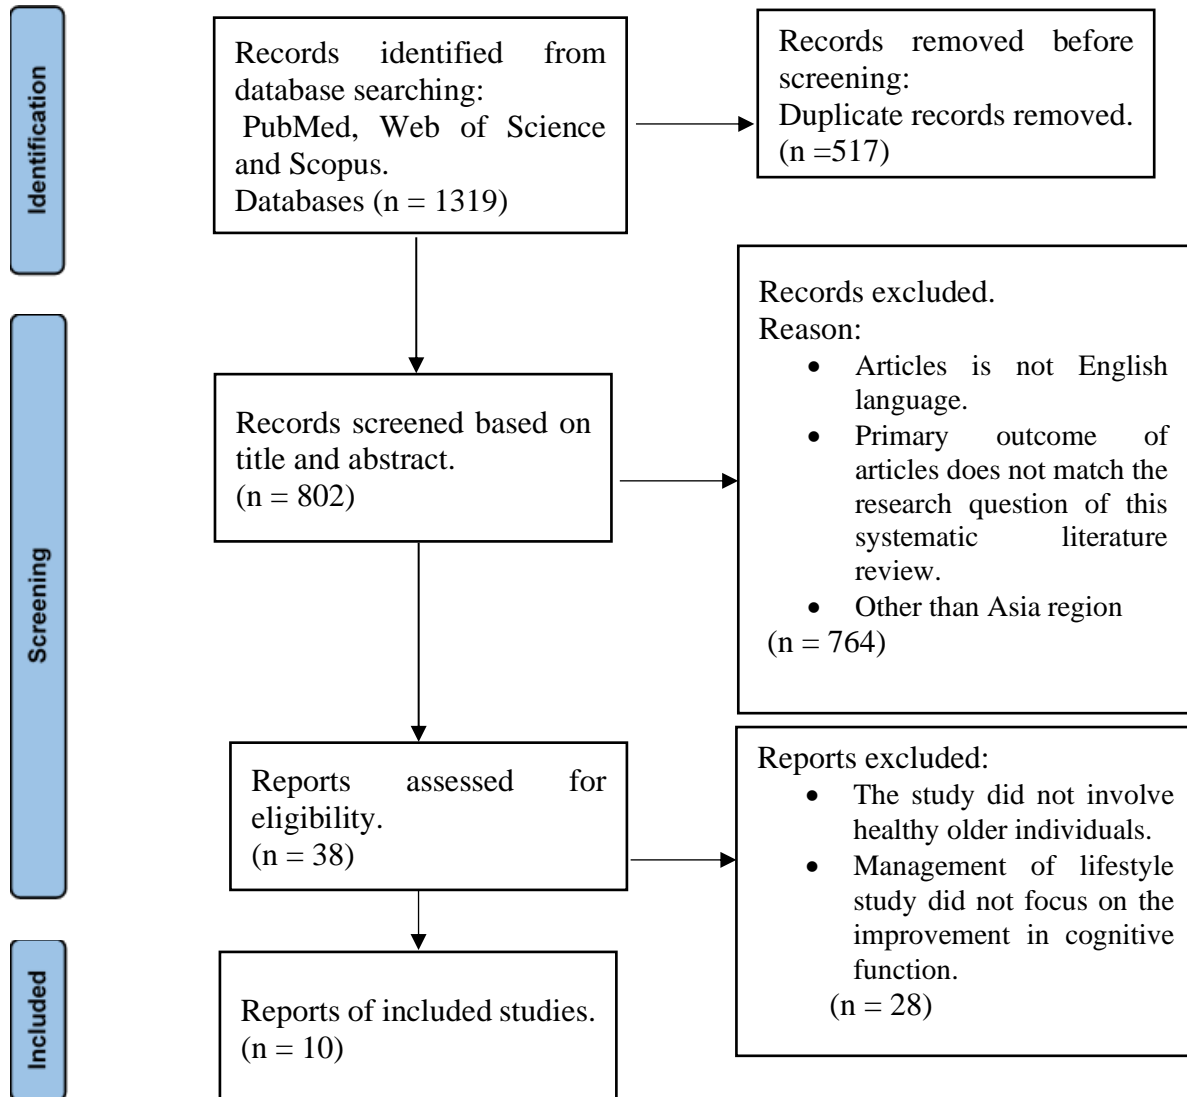 Identification
Records identified from
database searching:
PubMed, Web of Science
and Scopus.
Databases (n = 1319)
Records removed before
screening:
Duplicate records removed.
(n =517)
Screening
Records screened based on
title and abstract.
(n = 802)
Records excluded.
Reason:
• Articles is not English
language.
• Primary outcome of
articles does not match the
research question of this
systematic literature
review.
• Other than Asia region
(n = 764)
Reports assessed for
eligibility.
(n = 38)
Reports excluded:
• The study did not involve
healthy older individuals.
• Management of lifestyle
study did not focus on the
improvement in cognitive
function.
(n = 28)
Included
Reports of included studies.
(n = 10)